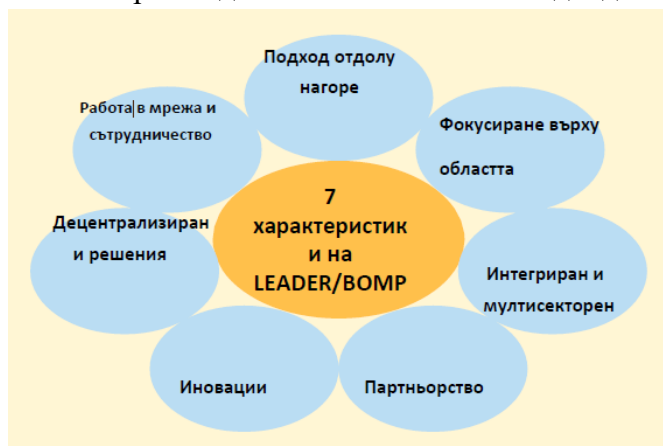 Подход отдолу
нагоре
Фокусиране върху
областта
Интегриран и
мултисекторен
Партньорство
Иновации
Децентрализиран
и решения
Работа в мрежа и
сътрудничество
7
характеристик
и на
LEADER/ВОМР